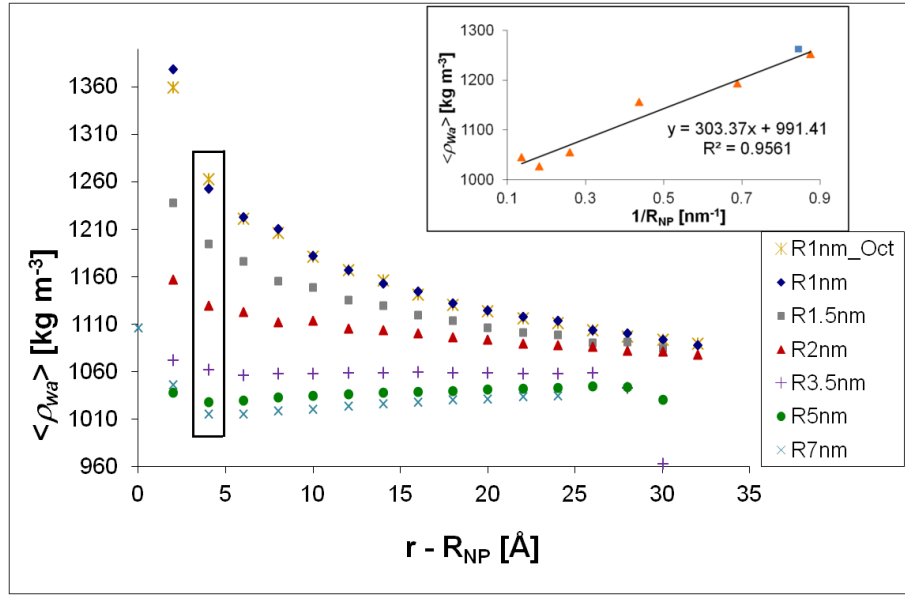 1300
1200
1100
1000
<ρWa> [kg m-3]
y = 303.37x + 991.41
R² = 0.9561
0.1 0.3 0.5 0.7 0.9
1/RNP [nm-1]
1360
1310
1260
1210
1160
1110
1060
1010
960
<ρwa> [kg m-3]
0 5 10 15 20 25 30 35
r - RNP [Å]
R1nm_Oct
R1nm
R1.5nm
R2nm
R3.5nm
R5nm
R7nm